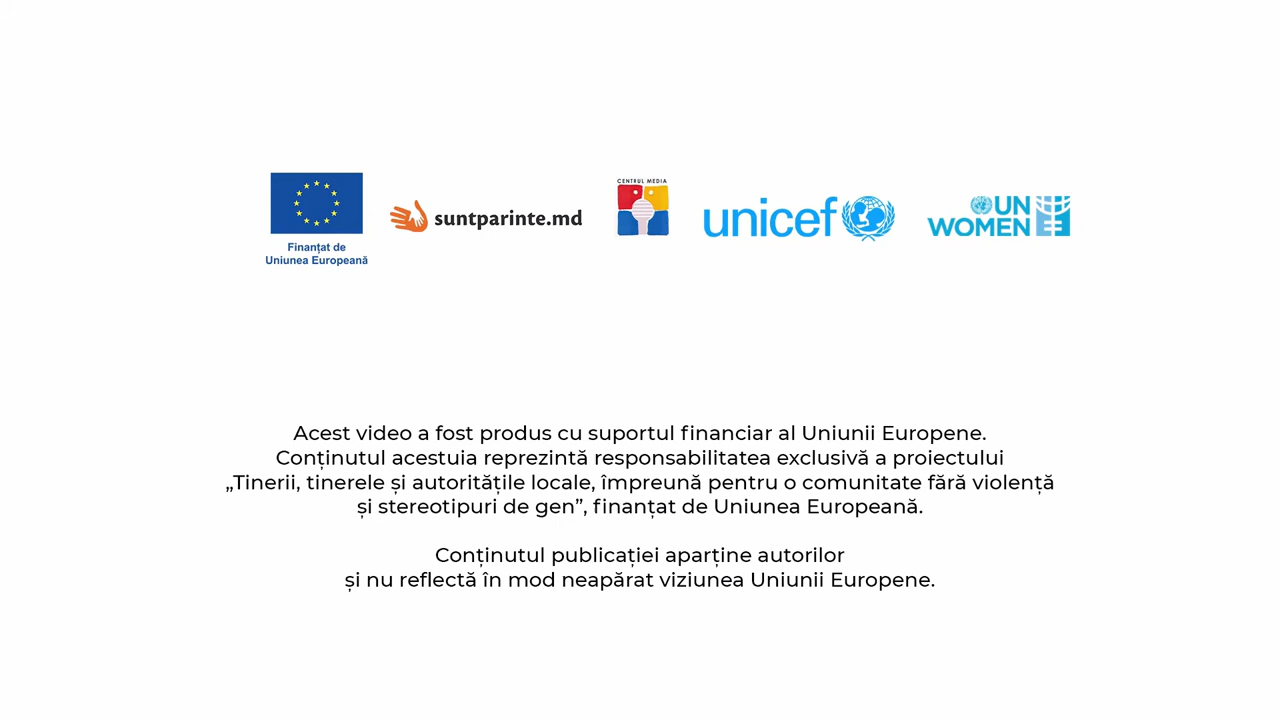 Finanțat de
Uniunea Europeană
suntparinte.md
CENTRUL MEDIA
unicef
UN
WOMEN
Acest video a fost produs cu suportul financiar al Uniunii Europene.
Conținutul acestuia reprezintă responsabilitatea exclusivă a proiectului
„Tinerii, tinerele și autoritățile locale, împreună pentru o comunitate fără violență
și stereotipuri de gen”, finanțat de Uniunea Europeană.
Conținutul publicației aparține autorilor
și nu reflectă în mod neapărat viziunea Uniunii Europene.